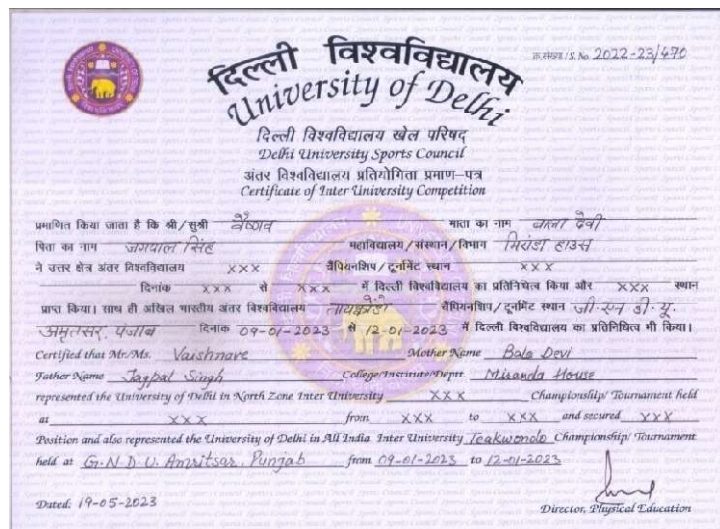 दिल्ली विश्वविद्यालय
University of Delhi
क्र.संख्या/S.No. 2022-23/490
दिल्ली विश्वविद्यालय खेल परिषद्
Delhi University Sports Council
अंतर विश्वविद्यालय प्रतियोगिता प्रमाण-पत्र
Certificate of Inter University Competition
प्रमाणित किया जाता है कि श्री/सुश्री वैष्णव माता का नाम बाला देवी
पिता का नाम जगपाल सिंह महाविद्यालय/संस्थान/विभाग मिरांडा हाउस
ने उत्तर क्षेत्र अंतर विश्वविद्यालय xxx चैंपियनशिप/टूर्नामेंट स्थान xxx
दिनांक xxx से xxx में दिल्ली विश्वविद्यालय का प्रतिनिधित्व किया और xxx स्थान
प्राप्त किया। साथ ही अखिल भारतीय अंतर विश्वविद्यालय चैंपियनशिप/टूर्नामेंट स्थान जी.एन.डी.यू.
अमृतसर, पंजाब दिनांक 09-01-2023 से 12-01-2023 में दिल्ली विश्वविद्यालय का प्रतिनिधित्व भी किया।
Certified that Mr./Ms. Vaishnave Mother Name Bala Devi
Father Name Jagpal Singh College/Institute/Deptt. Miranda House
represented the University of Delhi in North Zone Inter University XXX Championship/Tournament held
at XXX from XXX to XXX and secured XXX
Position and also represented the University of Delhi in All India Inter University Teakwondo Championship/Tournament
held at G.N.D.U. Amritsar, Punjab from 09-01-2023 to 12-01-2023
Dated: 19-05-2023
Director, Physical Education